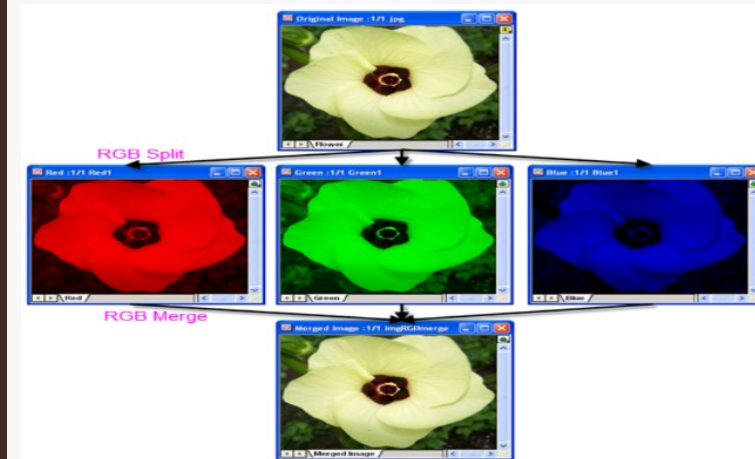 Original Image :1/1 jpg
Flower
RGB Split
Red :1/1 Red1
Green :1/1 Green1
Blue :1/1 Blue1
Red
Green
Blue
RGB Merge
Merged Image :1/1 imgRGBmerge
Merged Image